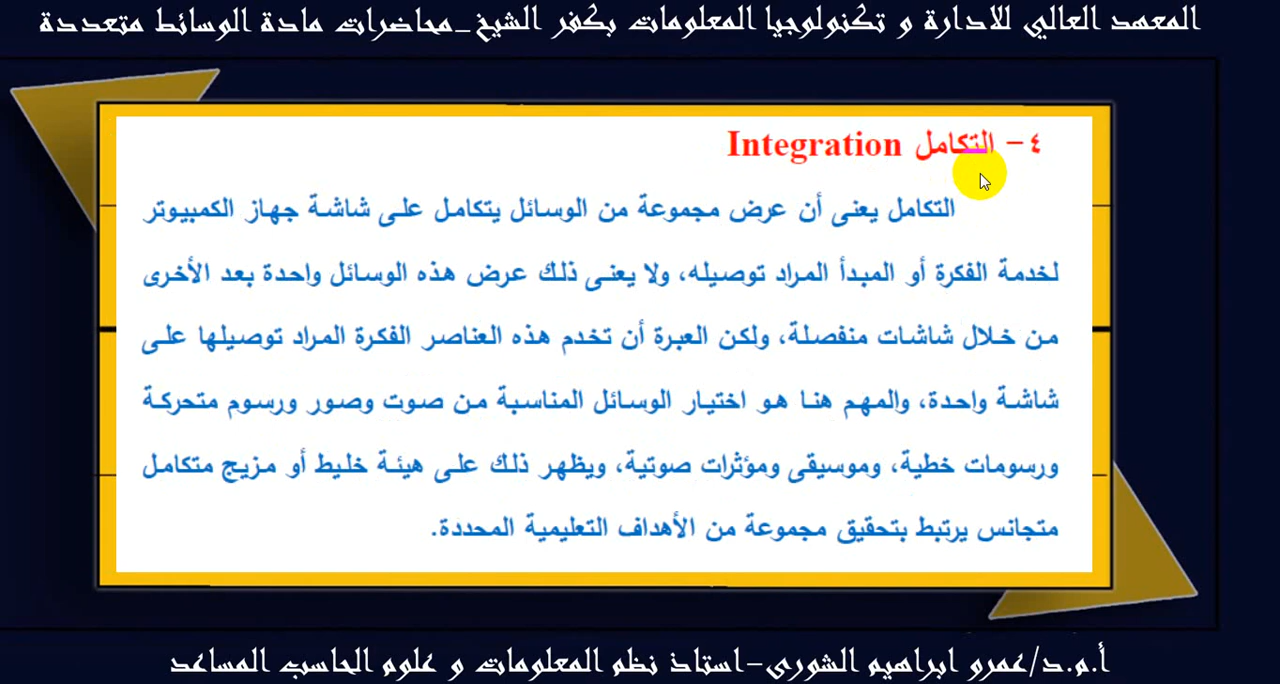 المعهد العالي للادارة و تكنولوجيا المعلومات بكفر الشيخ_محاضرات مادة الوسائط متعددة
٤- التكامل Integration
التكامل يعنى أن عرض مجموعة من الوسائل يتكامل على شاشة جهاز الكمبيوتر
لخدمة الفكرة أو المبدأ المراد توصيله، ولا يعنى ذلك عرض هذه الوسائل واحدة بعد الأخرى
من خلال شاشات منفصلة، ولكن العبرة أن تخدم هذه العناصر الفكرة المراد توصيلها على
شاشة واحدة، والمهم هنا هو اختيار الوسائل المناسبة من صوت وصور ورسوم متحركة
ورسومات خطية، وموسيقى ومؤثرات صوتية، ويظهر ذلك على هيئة خليط أو مزيج متكامل
متجانس يرتبط بتحقيق مجموعة من الأهداف التعليمية المحددة.
أ.م.د/عمرو ابراهيم الشورى-استاذ نظم المعلومات و علوم الحاسب المساعد